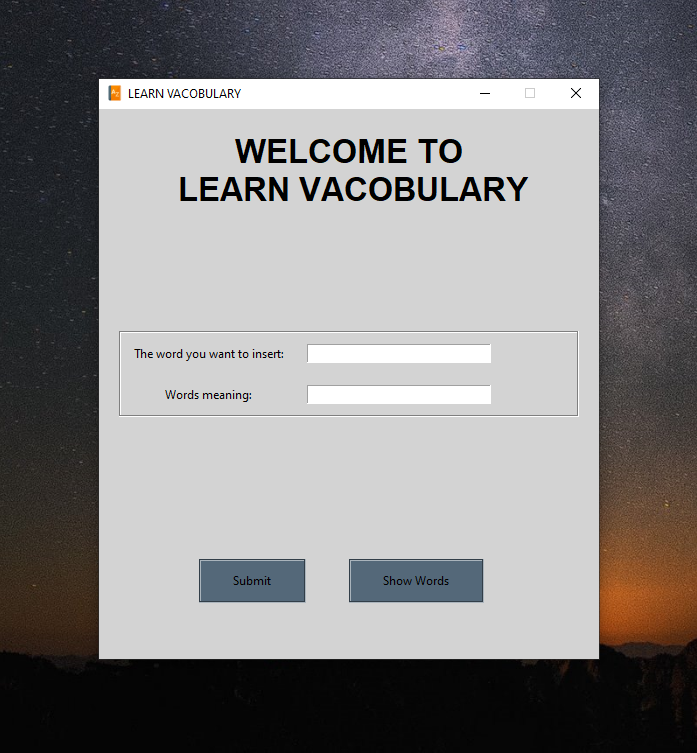 LEARN VACOBULARY
WELCOME TO
LEARN VACOBULARY
The word you want to insert:
Words meaning:
Submit
Show Words